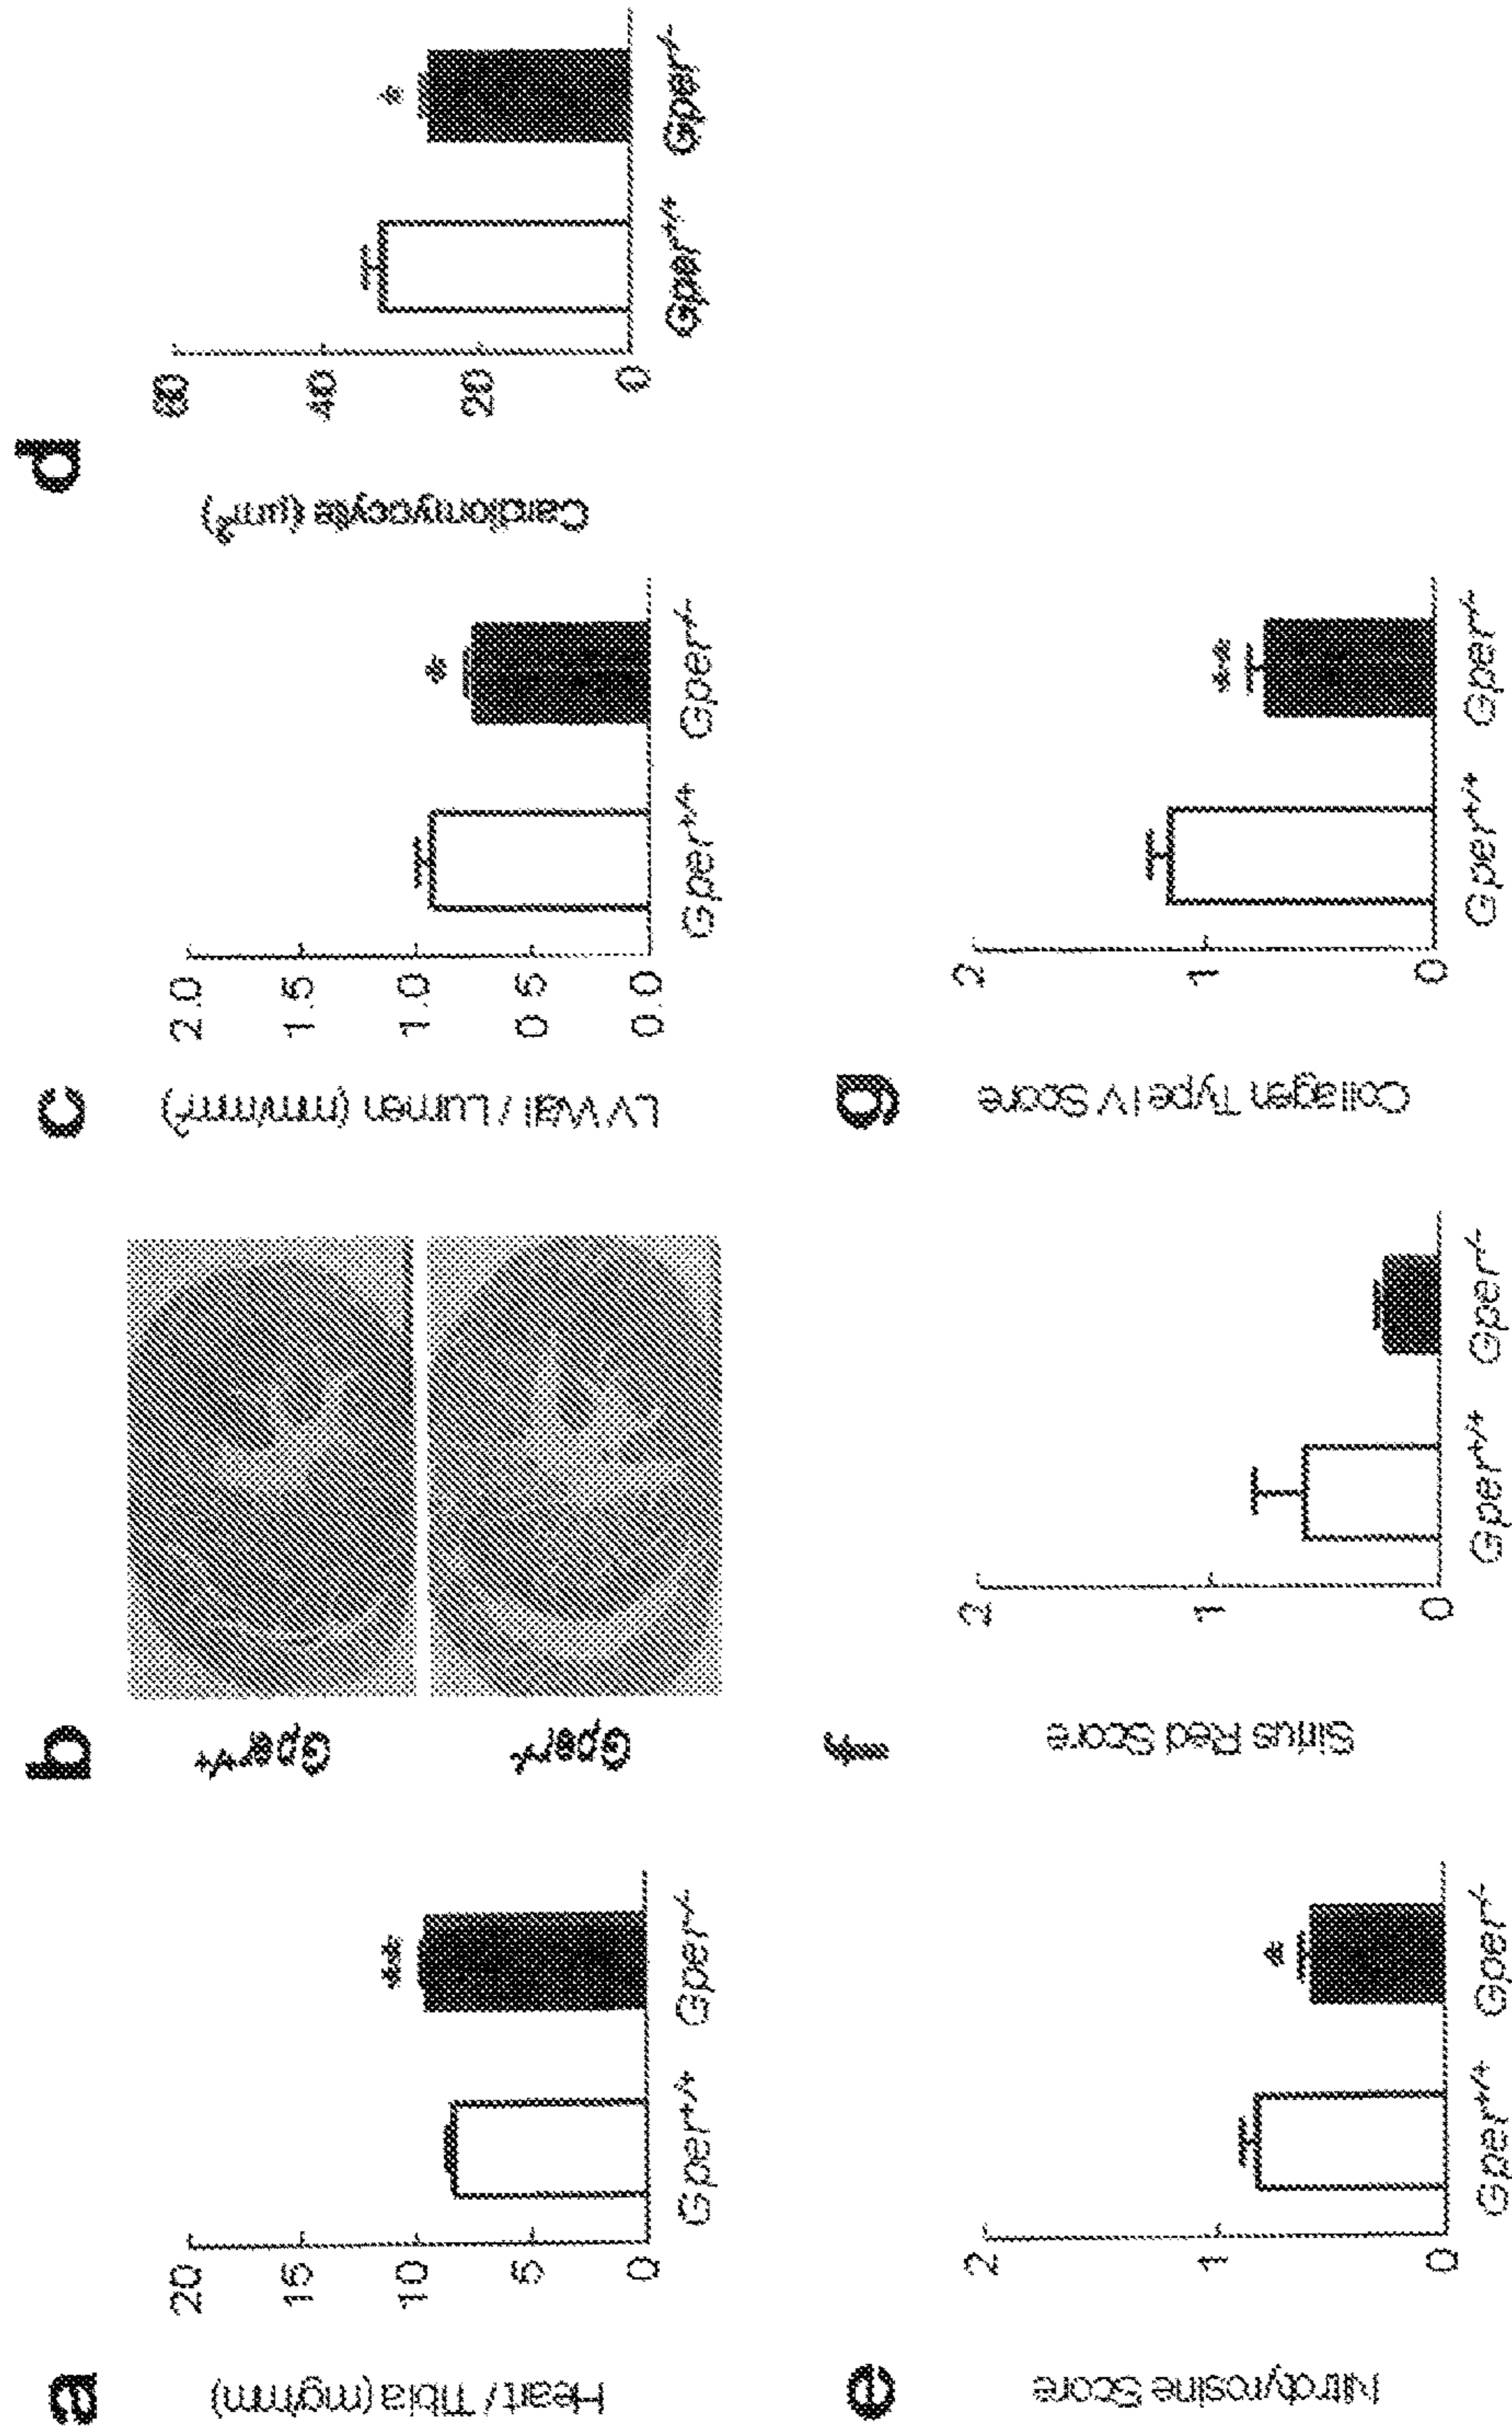 a
Heart / Tibia (mg/mm)
20
15
10
5
0
**
Gper+/+ Gper-/-
b
Gper+/+
Gper-/-
c
LV Wall / Lumen (mm/mm²)
2.0
1.5
1.0
0.5
0.0
*
Gper+/+ Gper-/-
d
Cardiomyocyte (µm²)
60
40
20
0
*
Gper+/+ Gper-/-
e
Nitrotyrosine Score
2
1
0
*
Gper+/+ Gper-/-
f
Sirius Red Score
2
1
0
Gper+/+ Gper-/-
g
Collagen Type IV Score
2
1
0
**
Gper+/+ Gper-/-